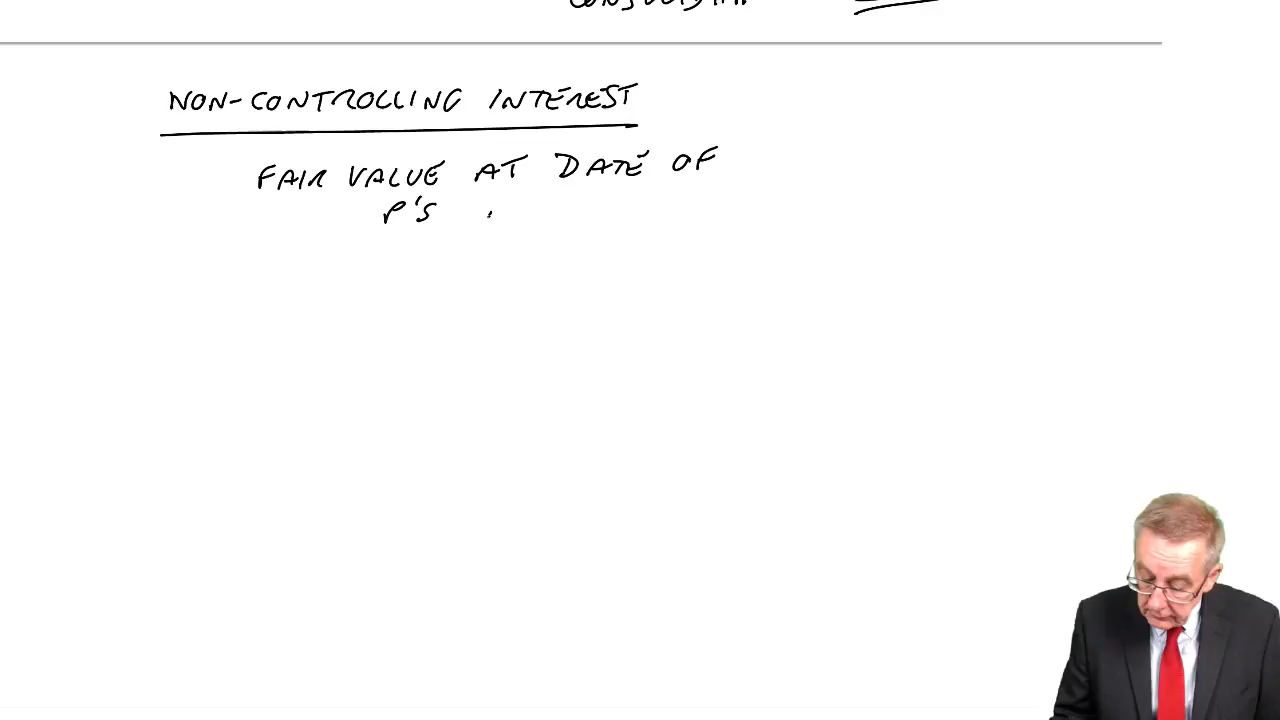 NON-CONTROLLING INTEREST
FAIR VALUE AT DATE OF
P'S